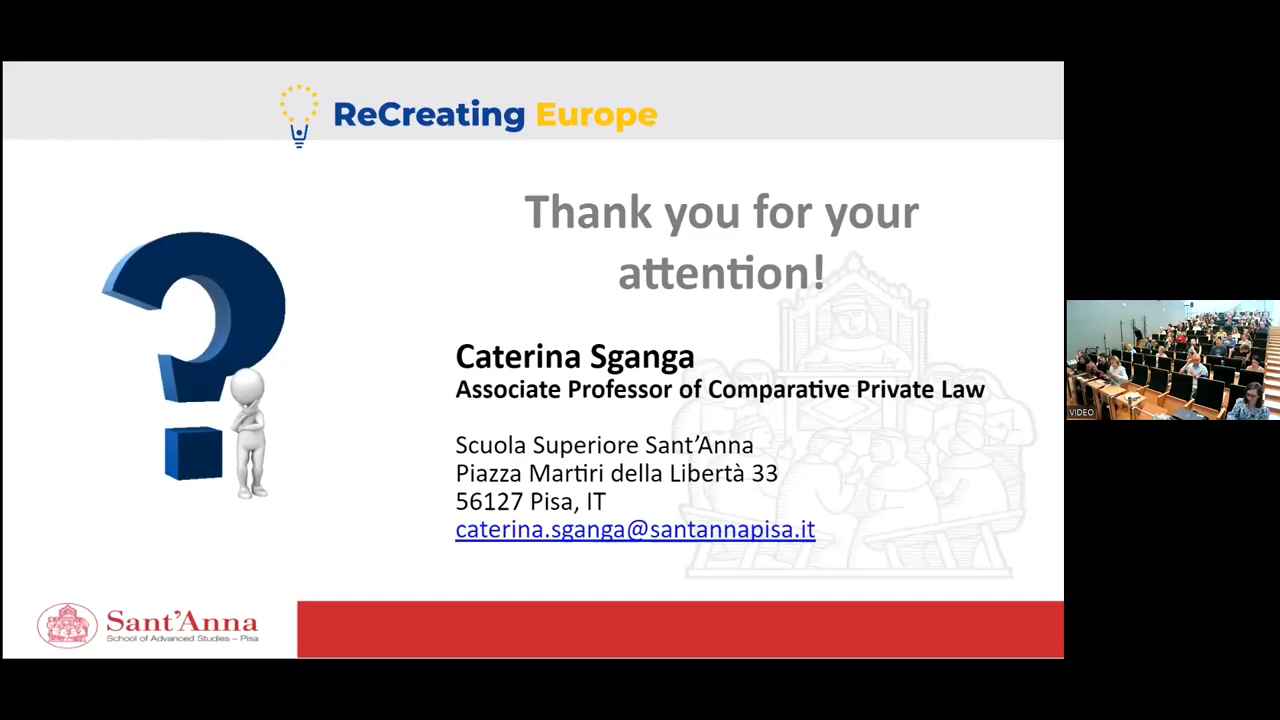 ReCreating Europe
Thank you for your
attention!
Caterina Sganga
Associate Professor of Comparative Private Law
Scuola Superiore Sant’Anna
Piazza Martiri della Libertà 33
56127 Pisa, IT
caterina.sganga@santannapisa.it
VIDEO
Sant’Anna
School of Advanced Studies – Pisa